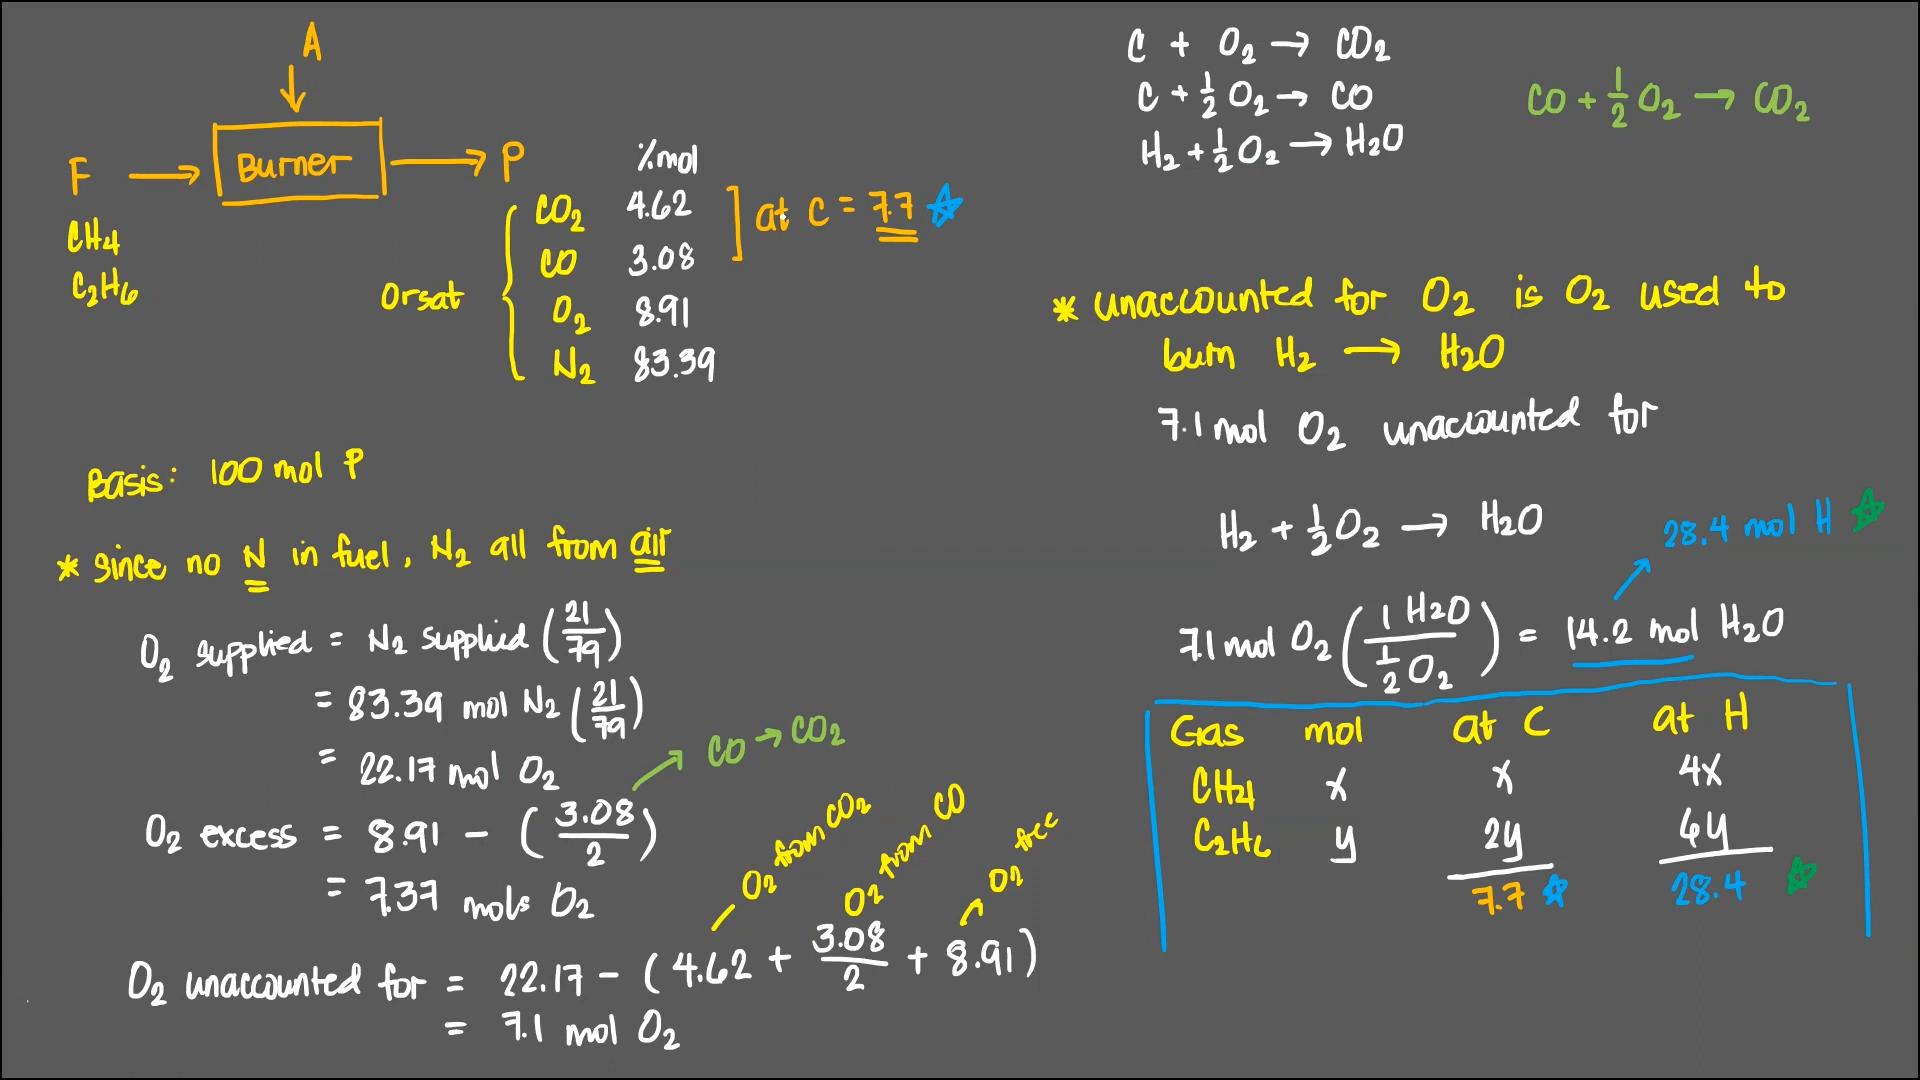 A
F → Burner → P
CH4
C2H6
%mol
Orsat
CO2 4.62
CO 3.08
O2 8.91
N2 83.39
at C = 7.7
Basis: 100 mol P
* since no N in fuel, N2 all from air
O2 supplied = N2 supplied (21/79)
= 83.39 mol N2 (21/79)
= 22.17 mol O2
CO → CO2
O2 excess = 8.91 - (3.08/2)
= 7.37 mols O2
O2 from CO2
O2 from CO
O2 free
O2 unaccounted for = 22.17 - (4.62 + 3.08/2 + 8.91)
= 7.1 mol O2
C + O2 → CO2
C + 1/2 O2 → CO
H2 + 1/2 O2 → H2O
CO + 1/2 O2 → CO2
* unaccounted for O2 is O2 used to
burn H2 → H2O
7.1 mol O2 unaccounted for
H2 + 1/2 O2 → H2O
28.4 mol H
7.1 mol O2 (1 H2O / 1/2 O2) = 14.2 mol H2O
Gas mol at C at H
CH4 x x 4x
C2H6 y 2y 6y
7.7 28.4